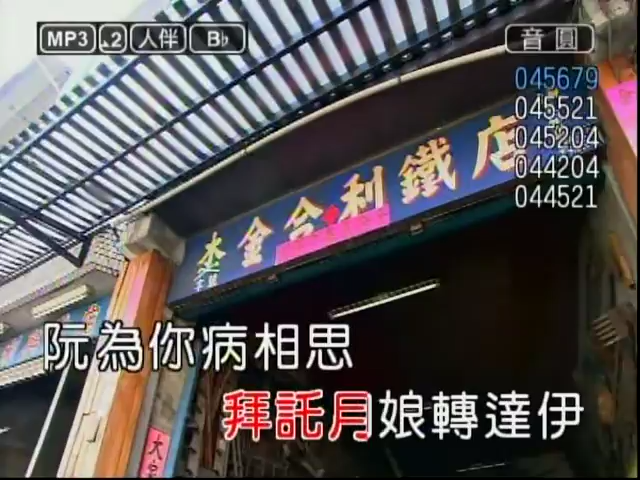 MP3 2 人伴 B♭
音圓
045679
045521
045204
044204
044521
金合利鐵店
阮為你病相思
拜託月娘轉達伊